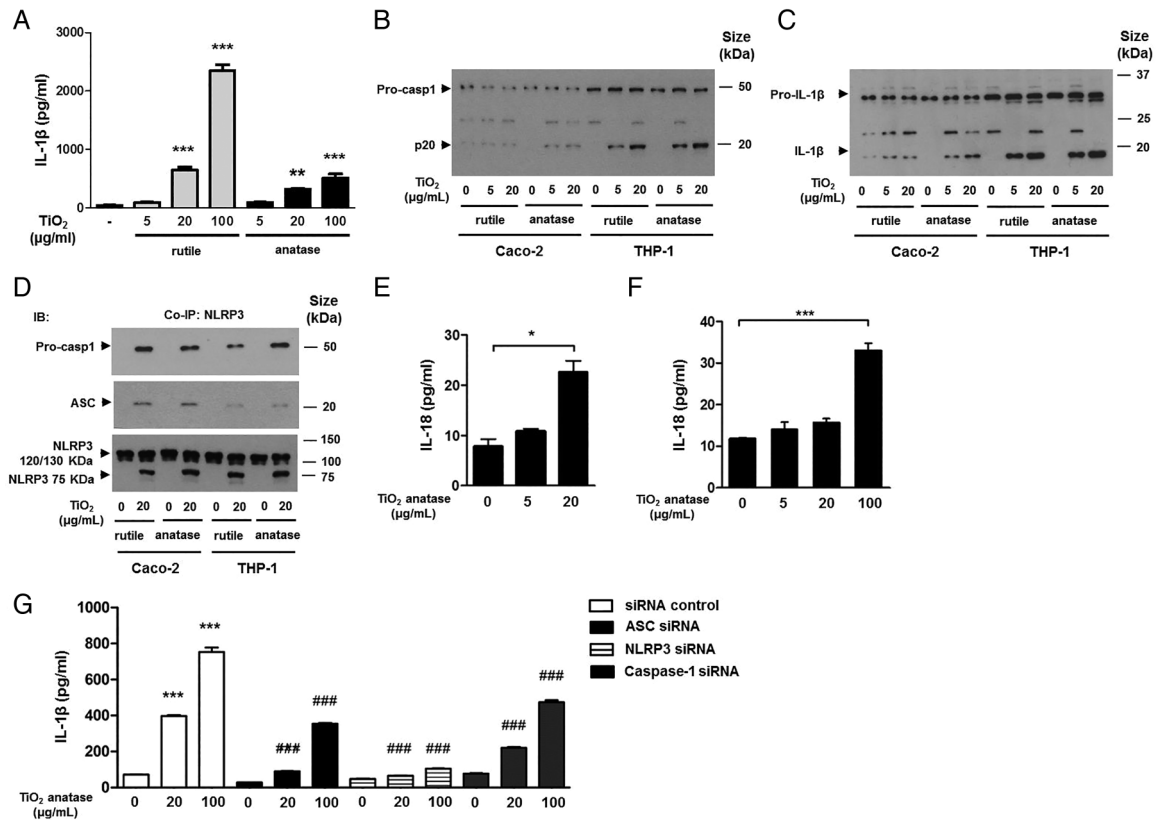 A
3000
***
2000
IL-1β (pg/ml)
1000
***
**
***
0
TiO2
(µg/ml)
- 5 20 100 5 20 100
rutile anatase
B
Size
(kDa)
Pro-casp1
50
p20
20
TiO2
(µg/mL)
0 5 20 0 5 20 0 5 20 0 5 20
rutile anatase rutile anatase
Caco-2 THP-1
C
Size
(kDa)
37
Pro-IL-1β
25
IL-1β
20
TiO2
(µg/mL)
0 5 20 0 5 20 0 5 20 0 5 20
rutile anatase rutile anatase
Caco-2 THP-1
D
IB: Co-IP: NLRP3
Size
(kDa)
Pro-casp1
50
ASC
20
NLRP3
120/130 KDa
150
100
NLRP3 75 KDa
75
TiO2
(µg/mL)
0 20 0 20 0 20 0 20
rutile anatase rutile anatase
Caco-2 THP-1
E
30
*
20
IL-18 (pg/ml)
10
0
TiO2 anatase
(µg/mL)
0 5 20
F
40
***
30
IL-18 (pg/ml)
20
10
0
TiO2 anatase
(µg/mL)
0 5 20 100
G
1000
800
600
IL-1β (pg/ml)
400
200
0
***
***
###
###
###
###
###
###
siRNA control
ASC siRNA
NLRP3 siRNA
Caspase-1 siRNA
TiO2 anatase
(µg/mL)
0 20 100 0 20 100 0 20 100 0 20 100